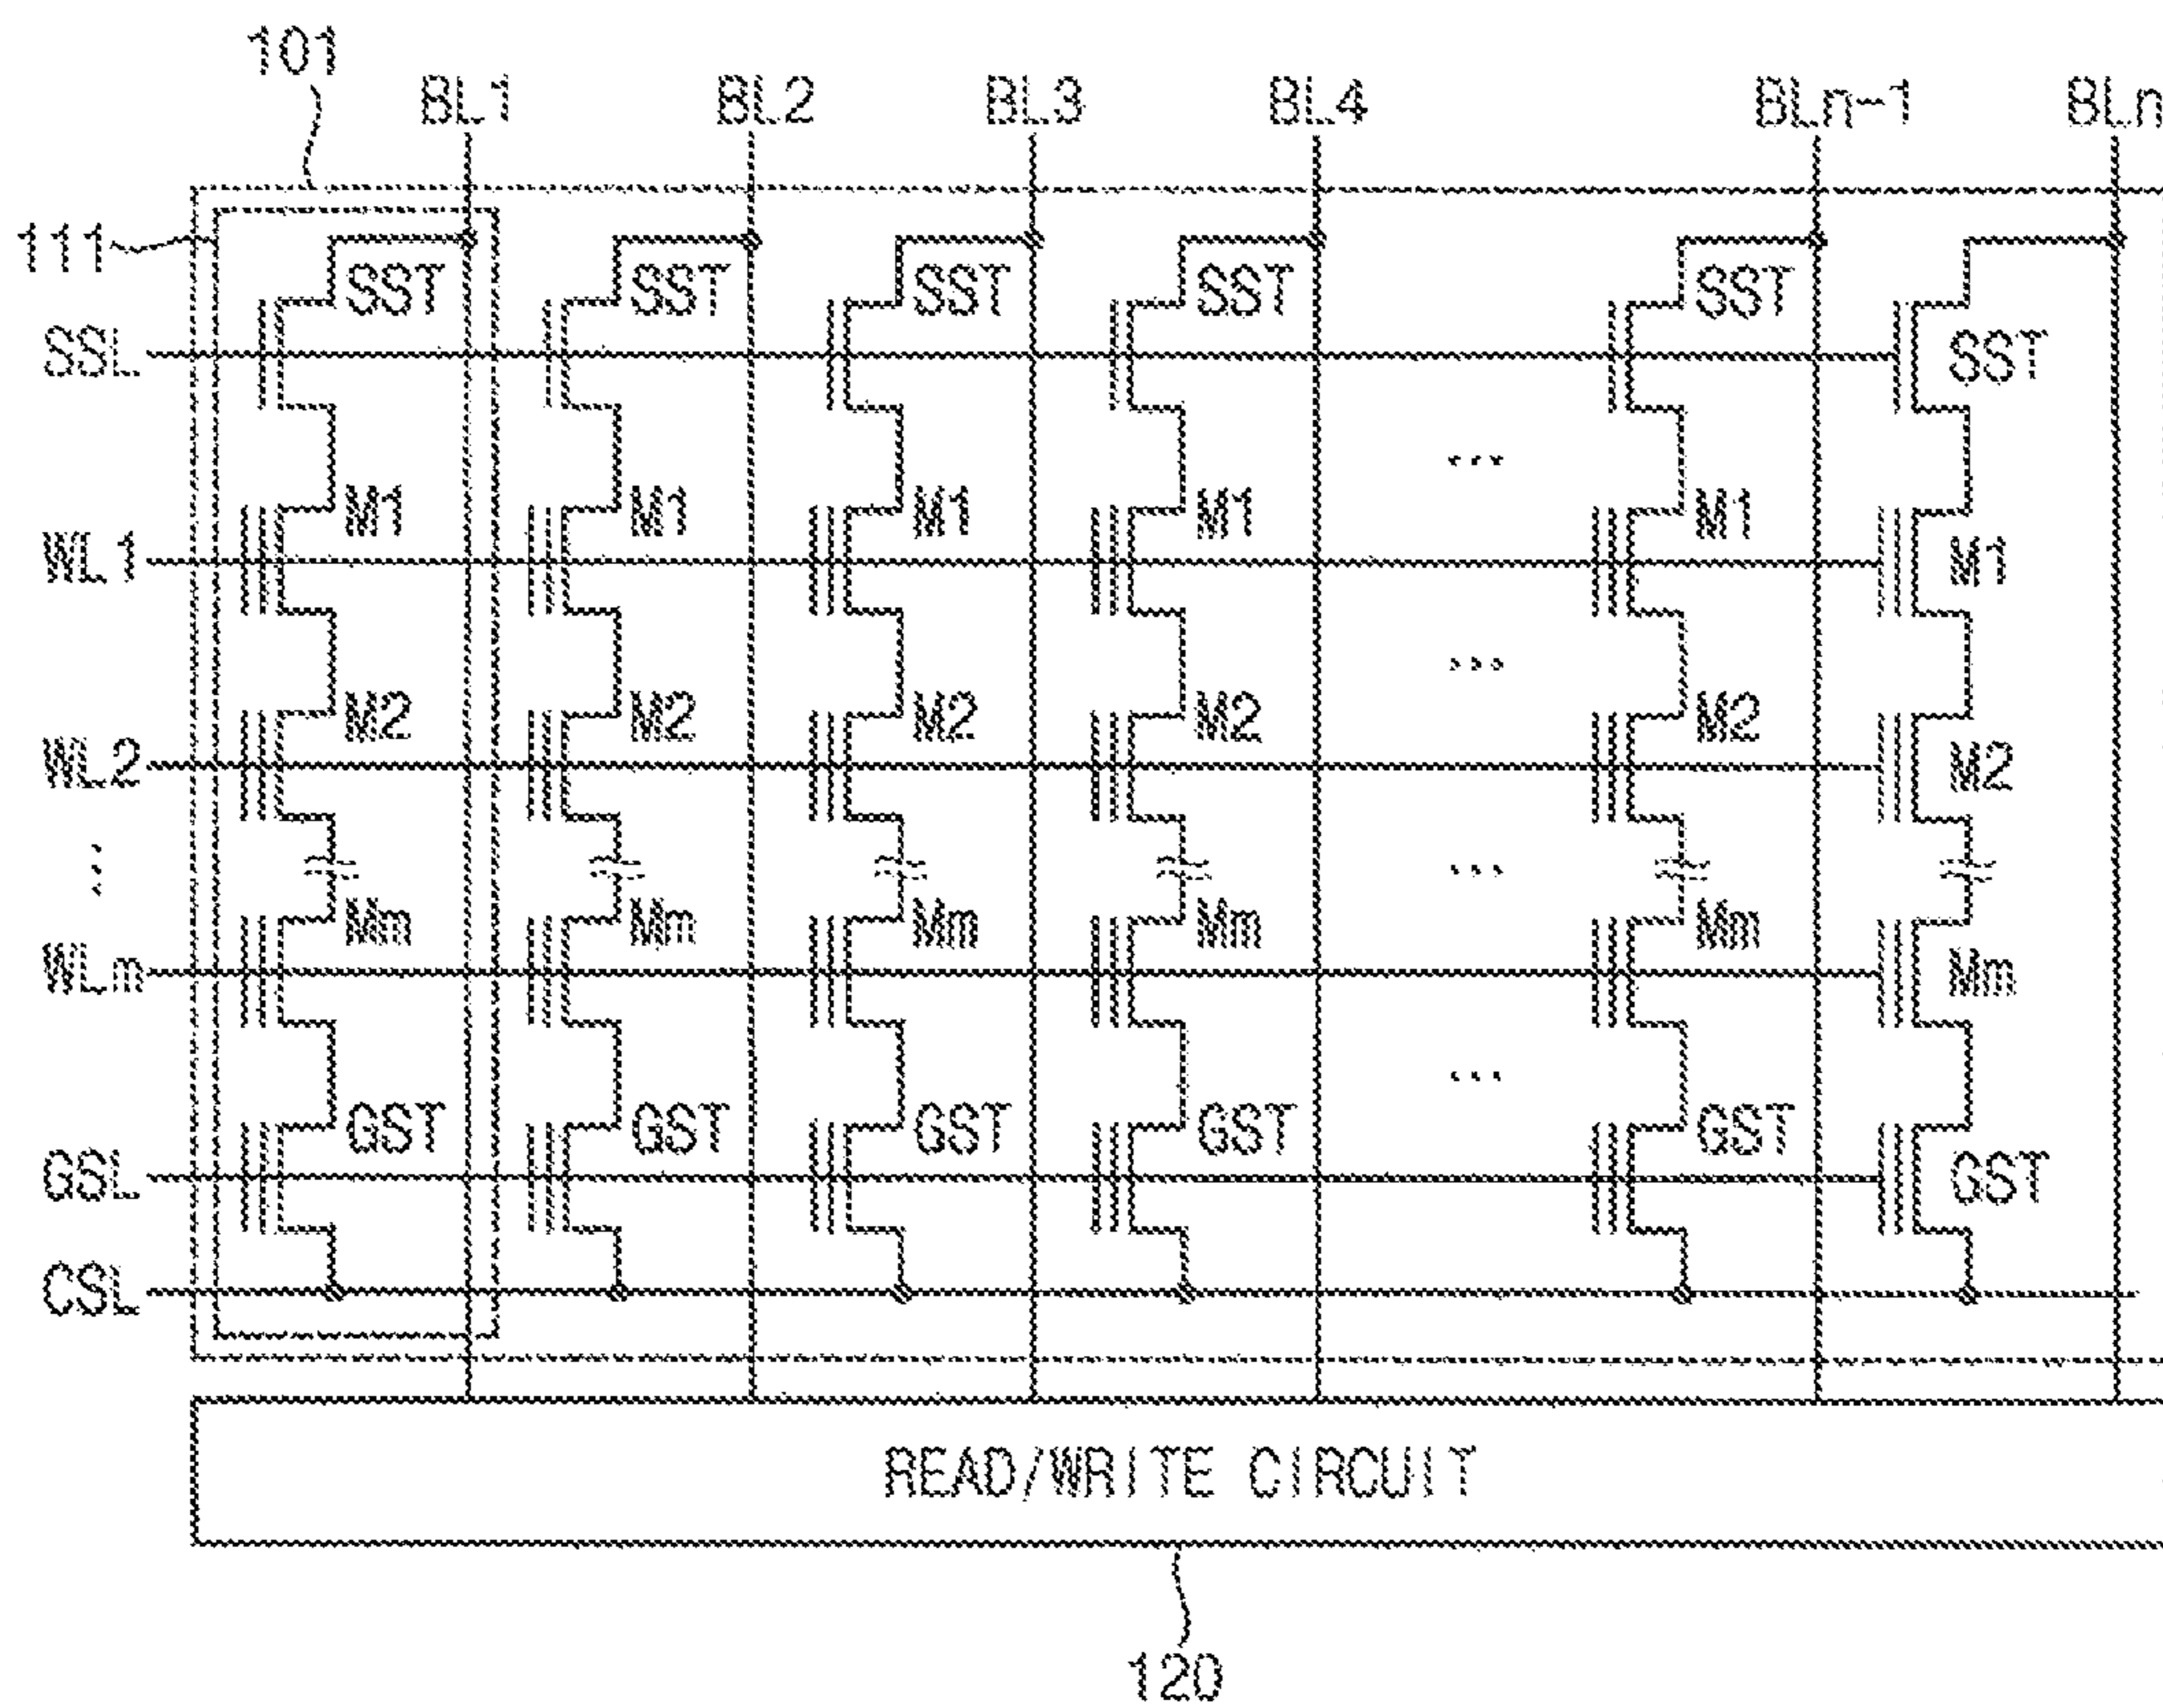 101
BL1 BL2 BL3 BL4 BLn-1 BLn
111
SST SST SST SST SST
SSL SST
... 
M1 M1 M1 M1 M1
WL1 M1
...
M2 M2 M2 M2 M2
WL2 M2
...
Mm Mm Mm Mm Mm
WLm Mm
...
GST GST GST GST GST
GSL GST
CSL
READ/WRITE CIRCUIT
120